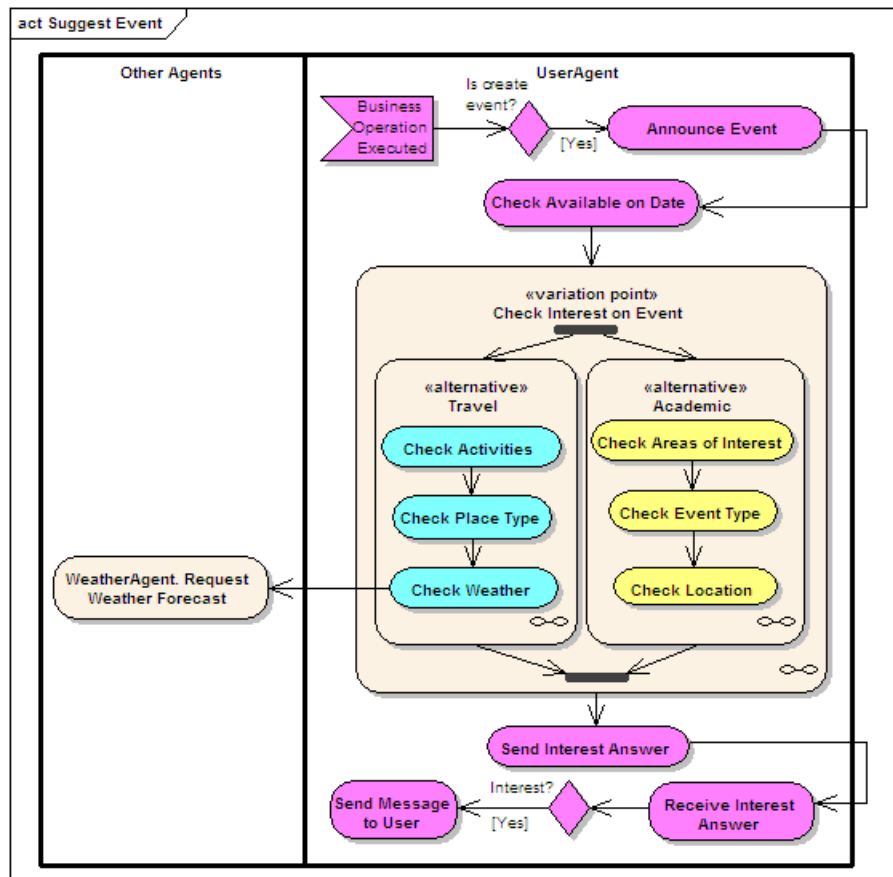 act Suggest Event
Other Agents
UserAgent
Business
Operation
Executed
Is create
event?
[Yes]
Announce Event
Check Available on Date
«variation point»
Check Interest on Event
«alternative»
Travel
Check Activities
Check Place Type
Check Weather
«alternative»
Academic
Check Areas of Interest
Check Event Type
Check Location
WeatherAgent. Request
Weather Forecast
Send Interest Answer
Receive Interest
Answer
Interest?
[Yes]
Send Message
to User